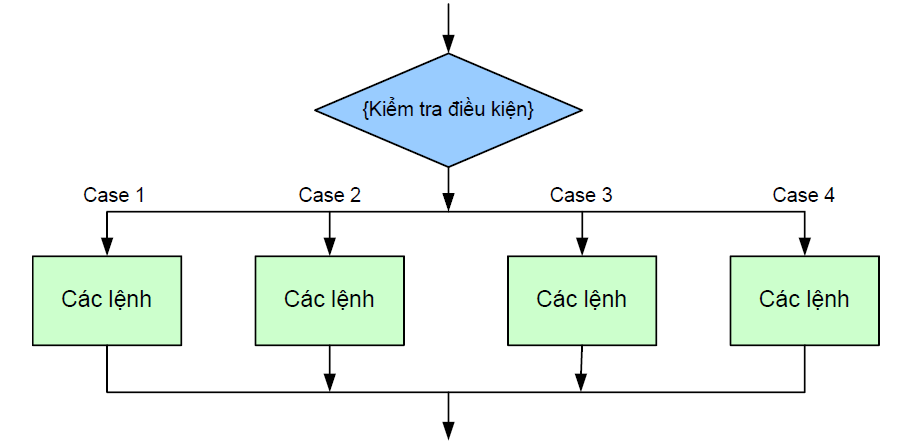 {Kiểm tra điều kiện}
Case 1
Case 2
Case 3
Case 4
Các lệnh
Các lệnh
Các lệnh
Các lệnh